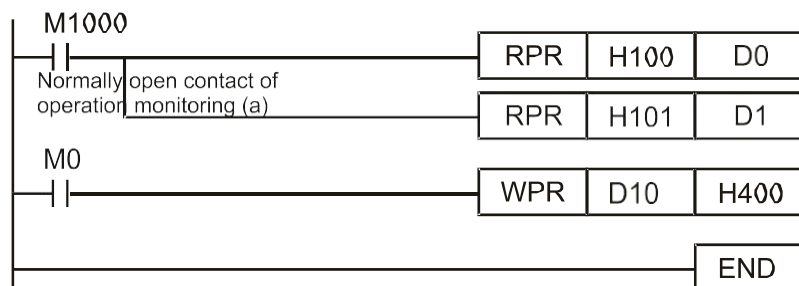 M1000
RPR H100 D0
Normally open contact of
operation monitoring (a)
RPR H101 D1
M0
WPR D10 H400
END